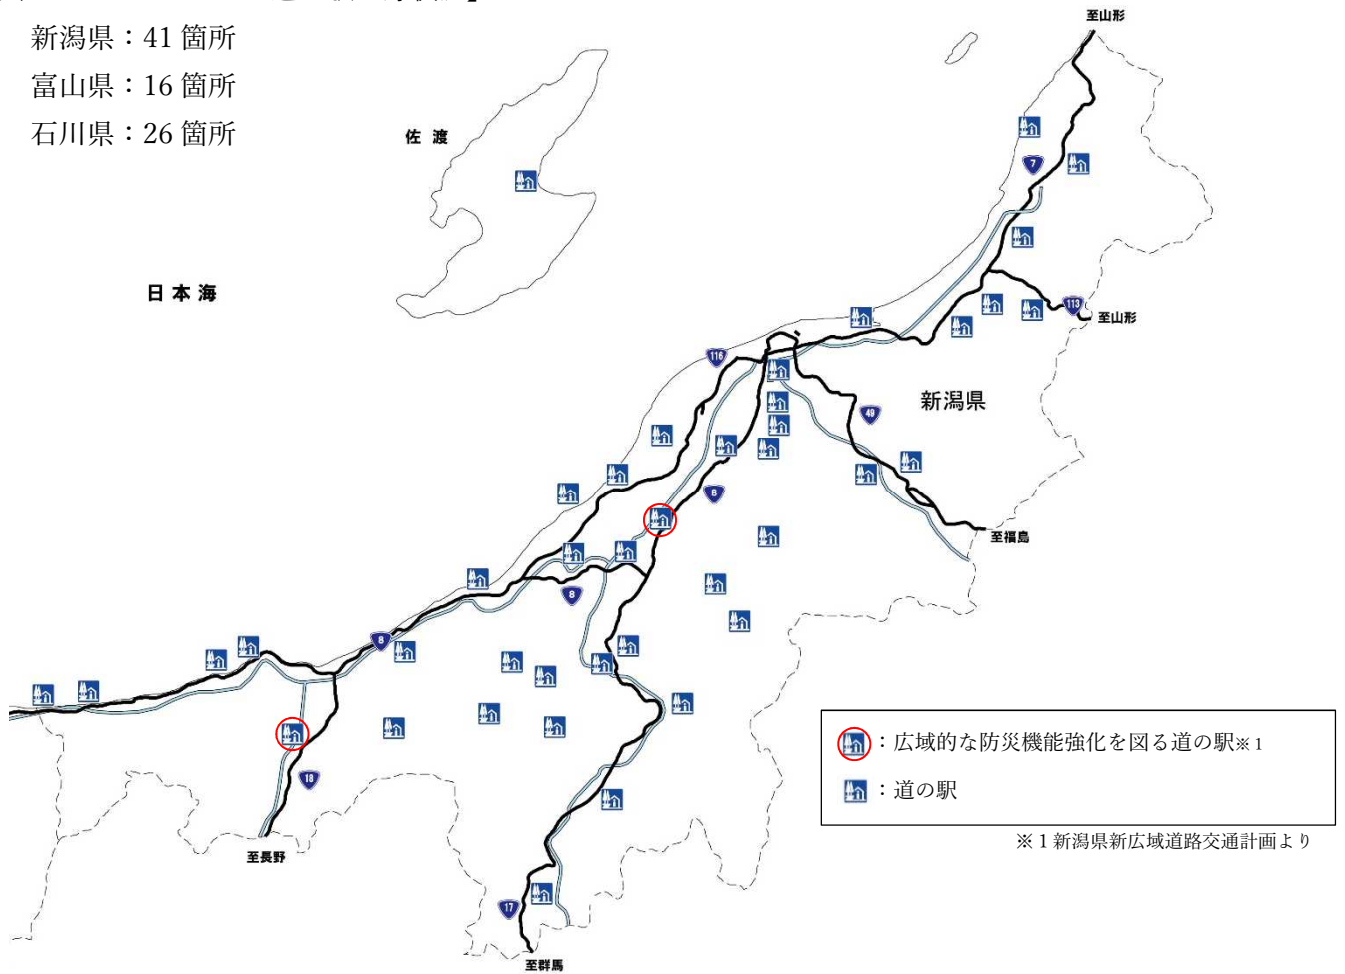 新潟県：41 箇所
富山県：16 箇所
石川県：26 箇所
至山形
佐 渡
7
日 本 海
113
至山形
116
新潟県
49
8
至福島
8
8
18
至長野
17
至群馬
：広域的な防災機能強化を図る道の駅※1
：道の駅
※１新潟県新広域道路交通計画より